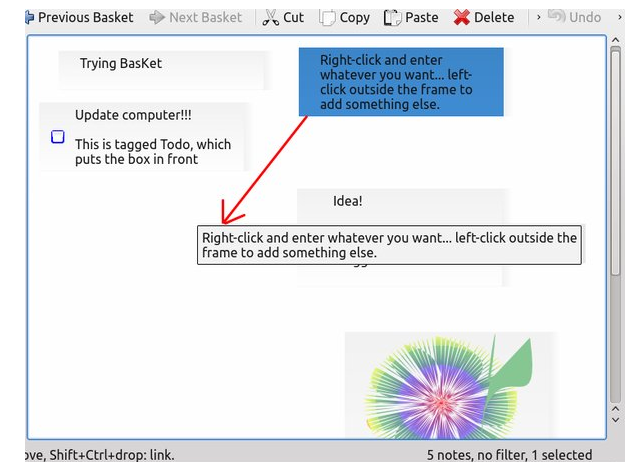 Previous Basket Next Basket Cut Copy Paste Delete Undo
Trying BasKet
Right-click and enter
whatever you want... left-
click outside the frame to
add something else.
Update computer!!!
This is tagged Todo, which
puts the box in front
Idea!
Right-click and enter whatever you want... left-click outside the
frame to add something else.
ove, Shift+Ctrl+drop: link. 5 notes, no filter, 1 selected